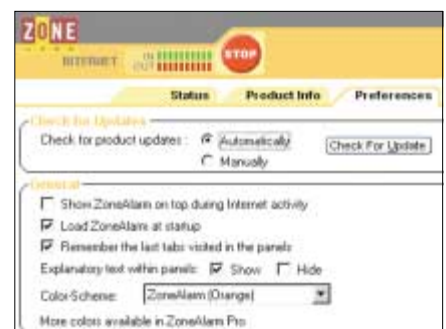 ZONE
INTERNET IN OUT STOP
Status Product Info Preferences
Check for Updates
Check for product updates: Automatically Check For Update
Manually
General
Show ZoneAlarm on top during Internet activity
Load ZoneAlarm at startup
Remember the last tabs visited in the panels
Explanatory text within panels: Show Hide
Color-Scheme: ZoneAlarm (Orange)
More colors available in ZoneAlarm Pro